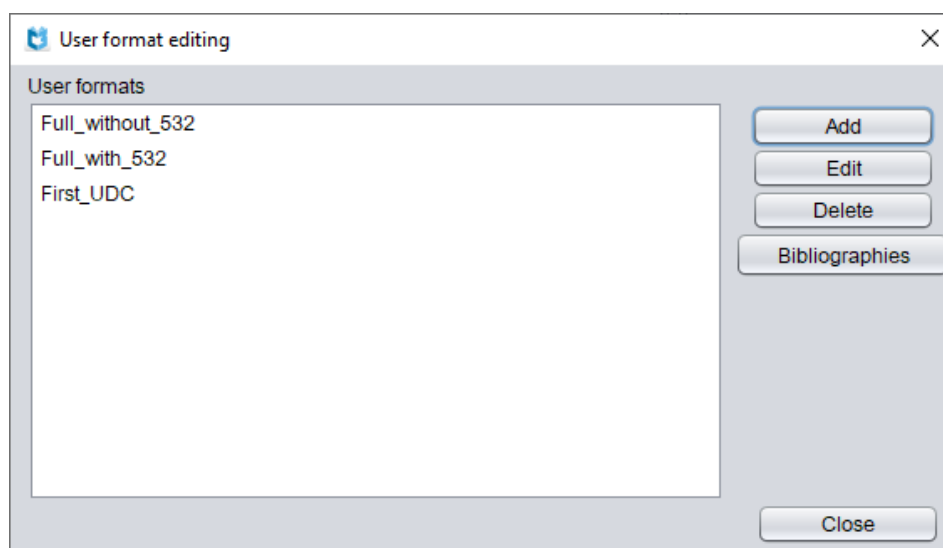 User format editing
User formats
Full_without_532
Full_with_532
First_UDC
Add
Edit
Delete
Bibliographies
Close